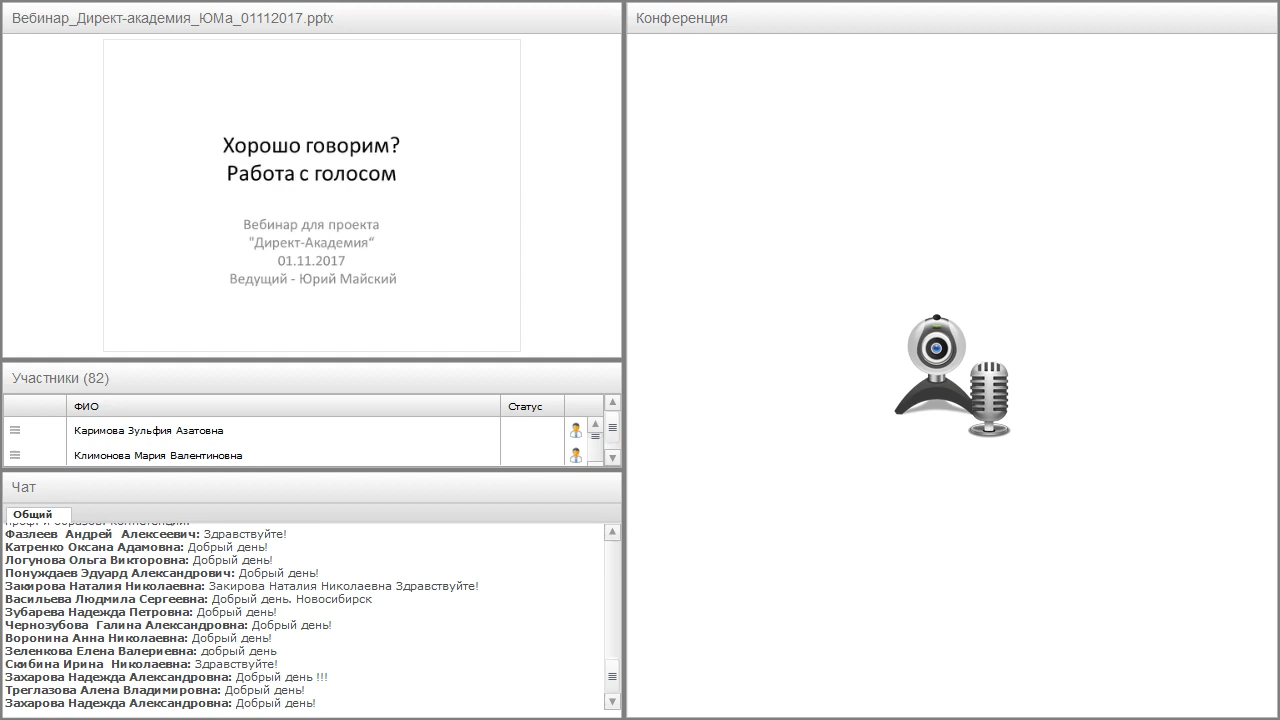 Вебинар_Директ-академия_ЮМа_01112017.pptx
Хорошо говорим?
Работа с голосом
Вебинар для проекта
"Директ-Академия“
01.11.2017
Ведущий - Юрий Майский
Участники (82)
ФИО Статус
Каримова Зульфия Азатовна
Климонова Мария Валентиновна
Чат
Общий
Фазлеев Андрей Алексеевич: Здравствуйте!
Катренко Оксана Адамовна: Добрый день!
Логунова Ольга Викторовна: Добрый день!
Понуждаев Эдуард Александрович: Добрый день!
Закирова Наталия Николаевна: Закирова Наталия Николаевна Здравствуйте!
Васильева Людмила Сергеевна: Добрый день. Новосибирск
Зубарева Надежда Петровна: Добрый день!
Чернозубова Галина Александровна: Добрый день!
Воронина Анна Николаевна: Добрый день!
Зеленкова Елена Валериевна: добрый день
Скибина Ирина Николаевна: Здравствуйте!
Захарова Надежда Александровна: Добрый день !!!
Треглазова Алена Владимировна: Добрый день!
Захарова Надежда Александровна: Добрый день!
Конференция